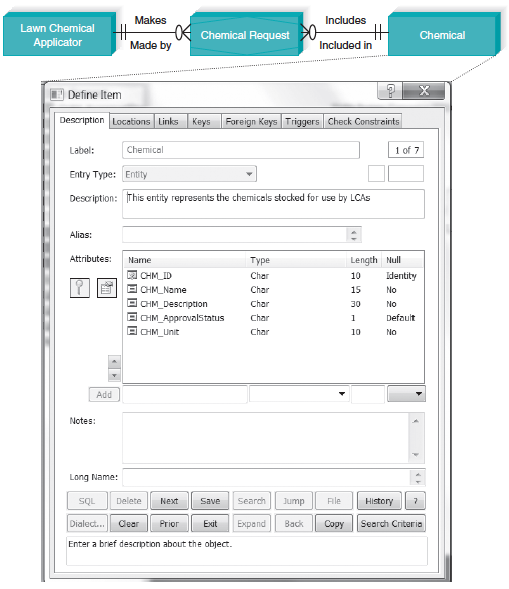 Lawn Chemical
Applicator
Makes
Made by
Chemical Request
Includes
Included in
Chemical
Define Item
?
X
Description Locations Links Keys Foreign Keys Triggers Check Constraints
Label: Chemical 1 of 7
Entry Type: Entity
Description: This entity represents the chemicals stocked for use by LCAs
Alias:
Attributes: Name Type Length Null
CHM_ID Char 10 Identity
CHM_Name Char 15 No
CHM_Description Char 30 No
CHM_ApprovalStatus Char 1 Default
CHM_Unit Char 10 No
Add
Notes:
Long Name:
SQL Delete Next Save Search Jump File History ?
Dialect... Clear Prior Exit Expand Back Copy Search Criteria
Enter a brief description about the object.